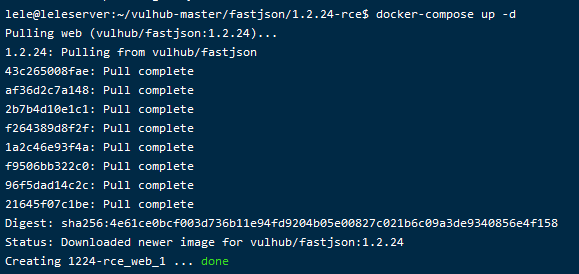 lele@leleserver:~/vulhub-master/fastjson/1.2.24-rce$ docker-compose up -d
Pulling web (vulhub/fastjson:1.2.24)...
1.2.24: Pulling from vulhub/fastjson
43c265008fae: Pull complete
af36d2c7a148: Pull complete
2b7b4d10e1c1: Pull complete
f264389d8f2f: Pull complete
1a2c46e93f4a: Pull complete
f9506bb322c0: Pull complete
96f5dad14c2c: Pull complete
21645f07c1be: Pull complete
Digest: sha256:4e61ce0bcf003d736b11e94fd9204b05e00827c021b6c09a3de9340856e4f158
Status: Downloaded newer image for vulhub/fastjson:1.2.24
Creating 1224-rce_web_1 ... done